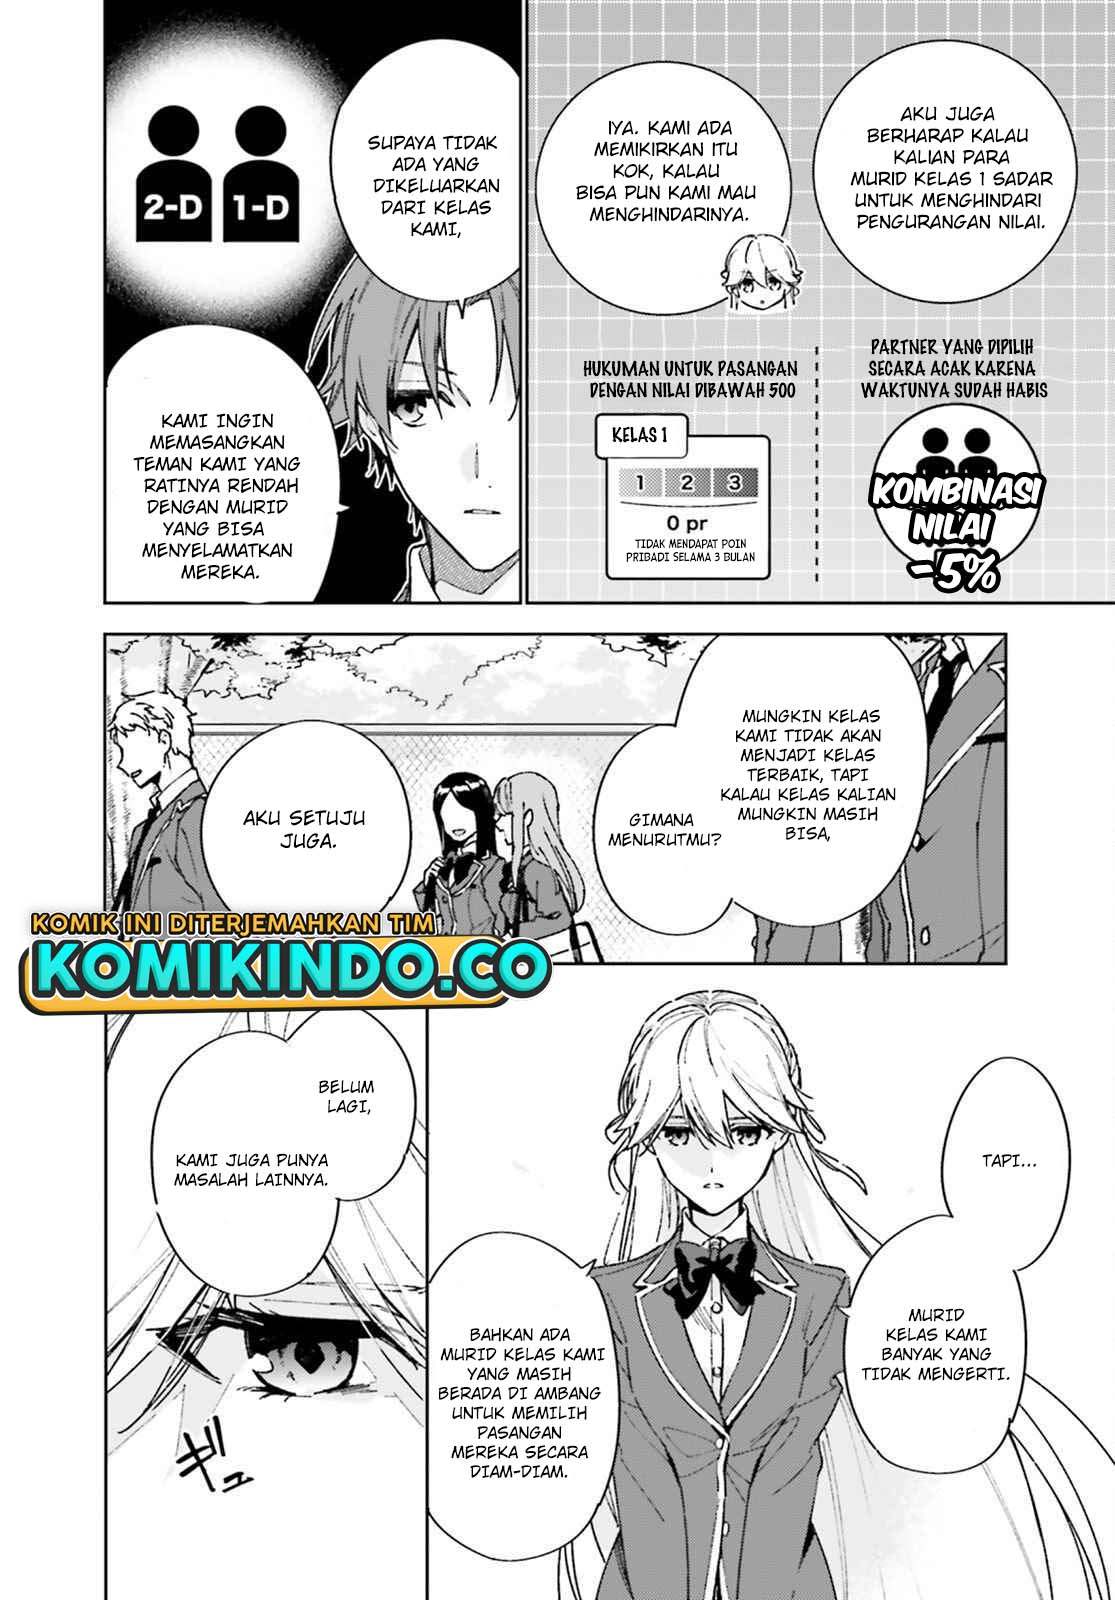 AKU JUGA
BERHARAP KALAU
KALIAN PARA
MURID KELAS 1 SADAR
UNTUK MENGHINDARI
PENGURANGAN NILAI.
IYA. KAMI ADA
MEMIKIRKAN ITU
KOK, KALAU
BISA PUN KAMI MAU
MENGHINDARINYA.
PARTNER YANG DIPILIH
SECARA ACAK KARENA
WAKTUNYA SUDAH HABIS
KOMBINASI
NILAI
-5%
HUKUMAN UNTUK PASANGAN
DENGAN NILAI DIBAWAH 500
KELAS 1
1 2 3
0 pr
TIDAK MENDAPAT POIN
PRIBADI SELAMA 3 BULAN
SUPAYA TIDAK
ADA YANG
DIKELUARKAN
DARI KELAS
KAMI,
2-D 1-D
KAMI INGIN
MEMASANGKAN
TEMAN KAMI YANG
RATINYA RENDAH
DENGAN MURID
YANG BISA
MENYELAMATKAN
MEREKA.
MUNGKIN KELAS
KAMI TIDAK AKAN
MENJADI KELAS
TERBAIK, TAPI
KALAU KELAS KALIAN
MUNGKIN MASIH
BISA,
GIMANA
MENURUTMU?
AKU SETUJU
JUGA.
KOMIK INI DITERJEMAHKAN TIM
KOMIKINDO.CO
TAPI...
MURID
KELAS KAMI
BANYAK YANG
TIDAK MENGERTI.
BAHKAN ADA
MURID KELAS KAMI
YANG MASIH
BERADA DI AMBANG
UNTUK MEMILIH
PASANGAN
MEREKA SECARA
DIAM-DIAM.
BELUM
LAGI,
KAMI JUGA PUNYA
MASALAH LAINNYA.
ギュ